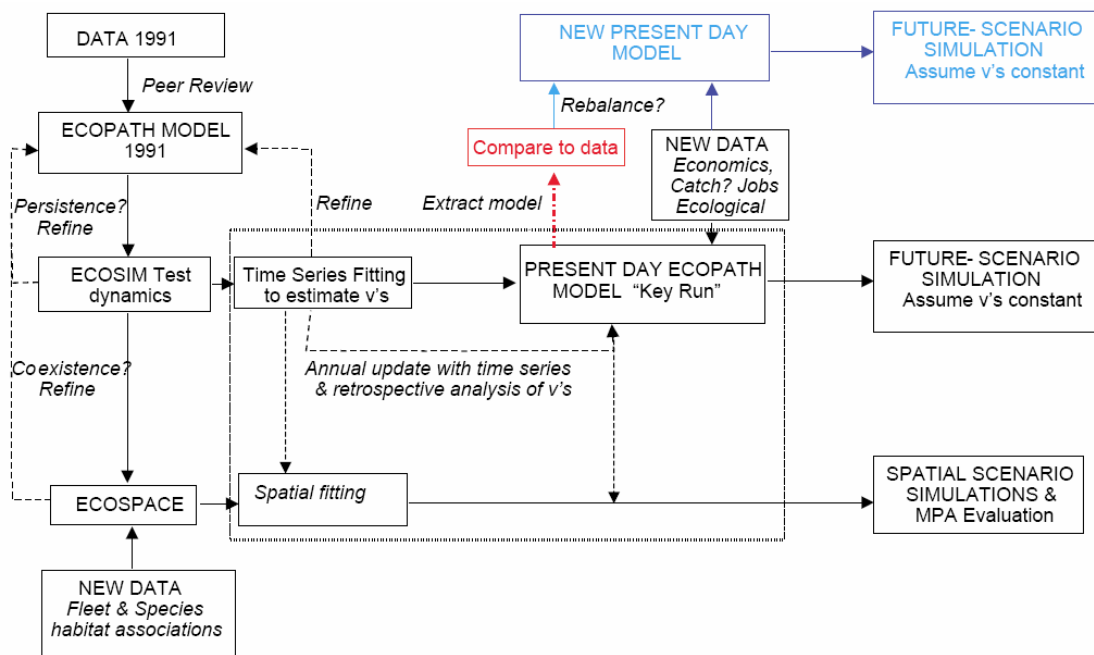 DATA 1991
Peer Review
ECOPATH MODEL
1991
Persistence?
Refine
ECOSIM Test
dynamics
Coexistence?
Refine
ECOSPACE
NEW DATA
Fleet & Species
habitat associations
Refine
Time Series Fitting
to estimate v's
Annual update with time series
& retrospective analysis of v's
Spatial fitting
NEW PRESENT DAY
MODEL
Rebalance?
Compare to data
Extract model
NEW DATA
Economics,
Catch? Jobs
Ecological
PRESENT DAY ECOPATH
MODEL “Key Run”
FUTURE- SCENARIO
SIMULATION
Assume v's constant
FUTURE- SCENARIO
SIMULATION
Assume v's constant
SPATIAL SCENARIO
SIMULATIONS &
MPA Evaluation